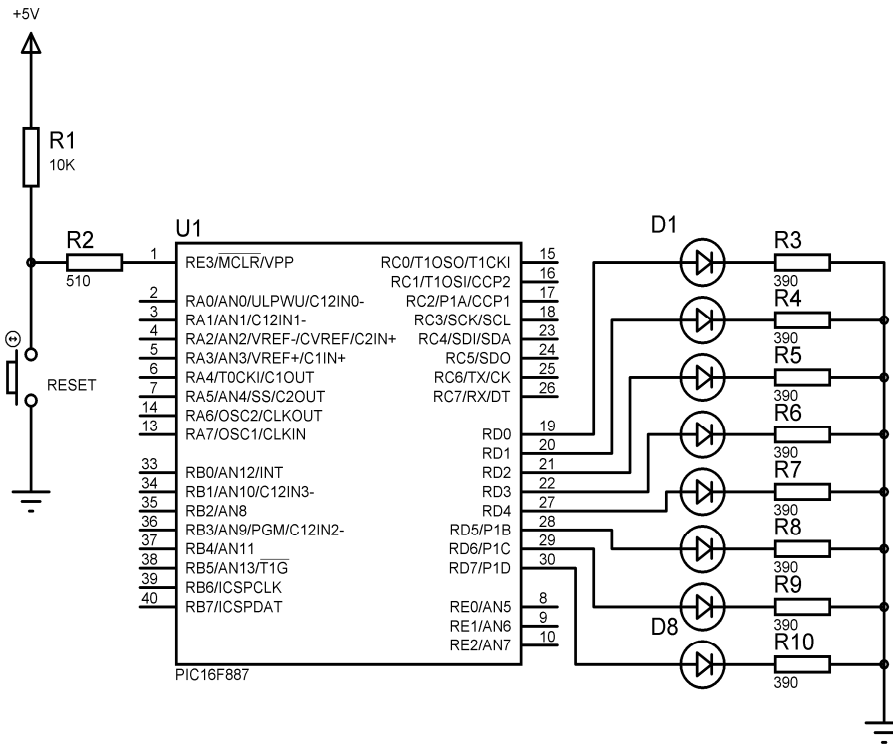 +5V
R1
10K
R2
510
RESET
U1
1 RE3/MCLR/VPP
2 RA0/AN0/ULPWU/C12IN0-
3 RA1/AN1/C12IN1-
4 RA2/AN2/VREF-/CVREF/C2IN+
5 RA3/AN3/VREF+/C1IN+
6 RA4/T0CKI/C1OUT
7 RA5/AN4/SS/C2OUT
14 RA6/OSC2/CLKOUT
13 RA7/OSC1/CLKIN
33 RB0/AN12/INT
34 RB1/AN10/C12IN3-
35 RB2/AN8
36 RB3/AN9/PGM/C12IN2-
37 RB4/AN11
38 RB5/AN13/T1G
39 RB6/ICSPCLK
40 RB7/ICSPDAT
RC0/T1OSO/T1CKI 15
RC1/T1OSI/CCP2 16
RC2/P1A/CCP1 17
RC3/SCK/SCL 18
RC4/SDI/SDA 23
RC5/SDO 24
RC6/TX/CK 25
RC7/RX/DT 26
RD0 19
RD1 20
RD2 21
RD3 22
RD4 27
RD5/P1B 28
RD6/P1C 29
RD7/P1D 30
RE0/AN5 8
RE1/AN6 9
RE2/AN7 10
PIC16F887
D1
D8
R3
390
R4
390
R5
390
R6
390
R7
390
R8
390
R9
390
R10
390